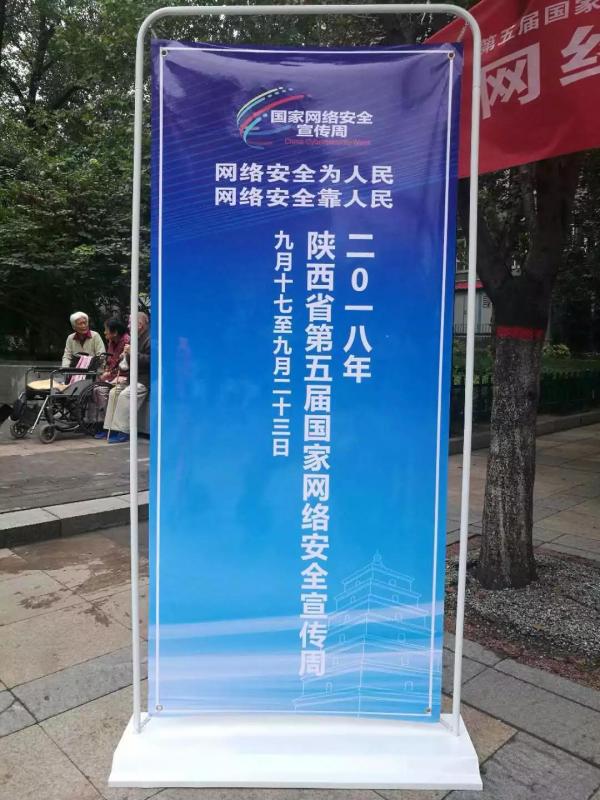 国家网络安全
宣传周
China Cybersecurity Week
网络安全为人民
网络安全靠人民
二0一八年
陕西省第五届国家网络安全宣传周
九月十七至九月二十三日
第五届国家
网络